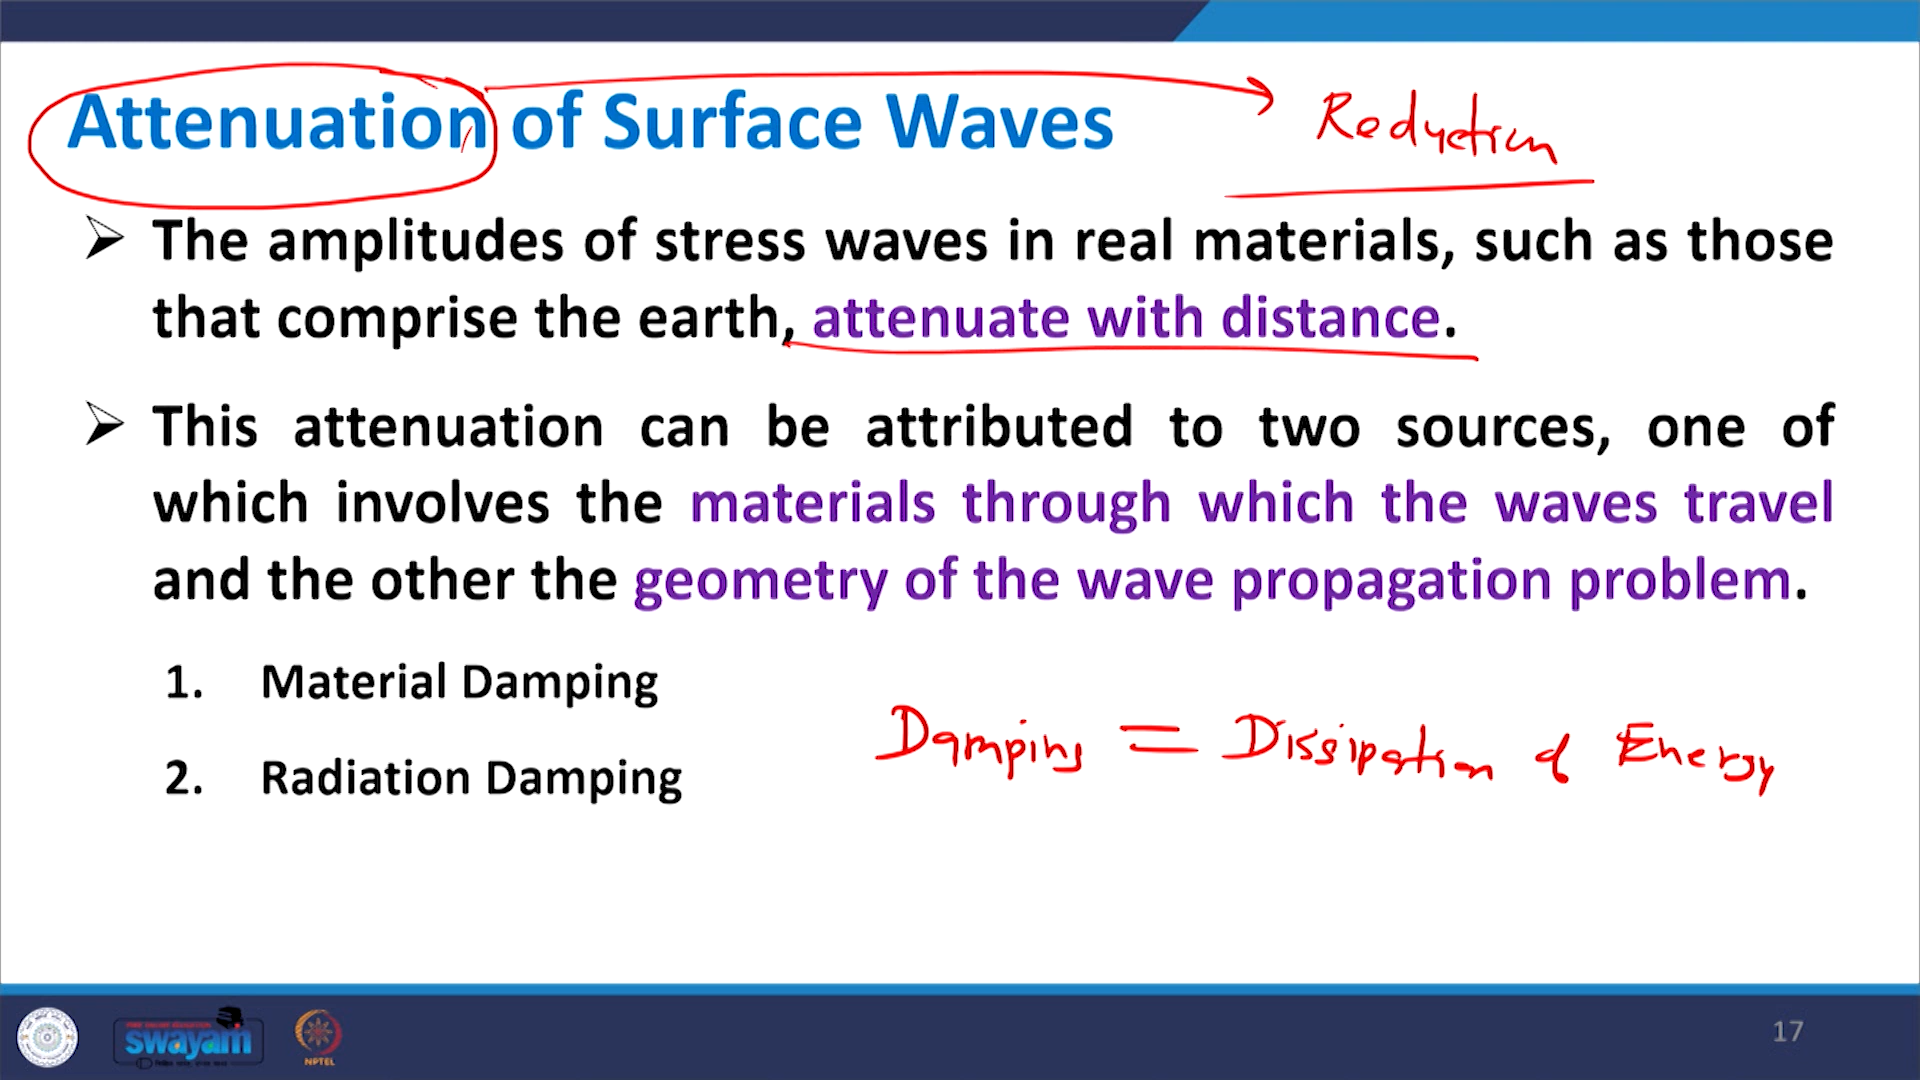 Attenuation of Surface Waves
Reduction
➢ The amplitudes of stress waves in real materials, such as those
that comprise the earth, attenuate with distance.
➢ This attenuation can be attributed to two sources, one of
which involves the materials through which the waves travel
and the other the geometry of the wave propagation problem.
1. Material Damping
Damping = Dissipation of Energy
2. Radiation Damping
swayam
NPTEL
17